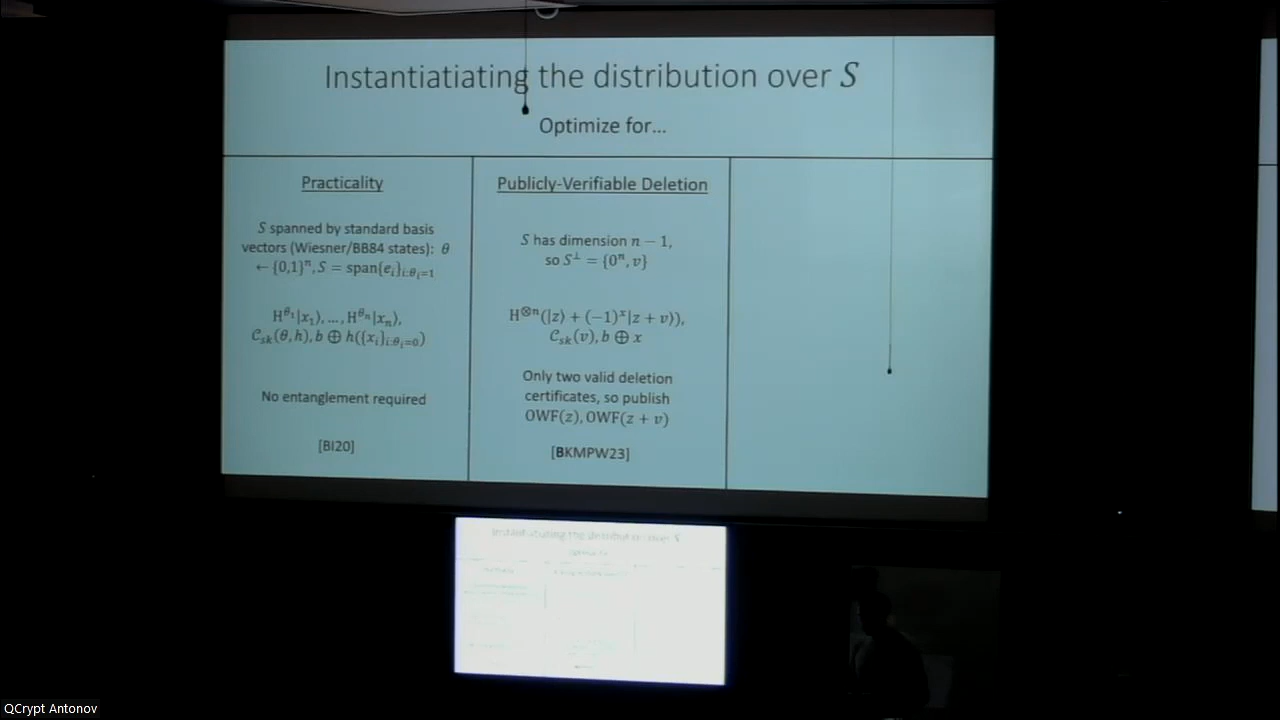 Instantiatiating the distribution over S
Optimize for...
Practicality
S spanned by standard basis
vectors (Wiesner/BB84 states): θ
← {0,1}ⁿ, S = span{eᵢ}ᵢ:θᵢ₌₁
H^θ₁|x₁⟩, ..., H^θₙ|xₙ⟩,
𝒞ₛₖ(θ, h), b ⊕ h({xᵢ}ᵢ:θᵢ₌₀)
No entanglement required
[BI20]
Publicly-Verifiable Deletion
S has dimension n − 1,
so S^⊥ = {0ⁿ, v}
H^⊗ⁿ(|z⟩ + (−1)ˣ|z + v⟩),
𝒞ₛₖ(v), b ⊕ x
Only two valid deletion
certificates, so publish
OWF(z), OWF(z + v)
[BKMPW23]
QCrypt Antonov